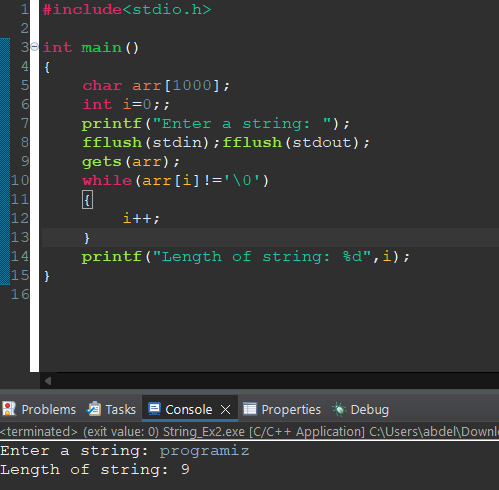 1 #include<stdio.h>
2
3 int main()
4 {
5 char arr[1000];
6 int i=0;;
7 printf("Enter a string: ");
8 fflush(stdin);fflush(stdout);
9 gets(arr);
10 while(arr[i]!='\0')
11 {
12 i++;
13 }
14 printf("Length of string: %d",i);
15 }
16
Problems Tasks Console Properties Debug
<terminated> (exit value: 0) String_Ex2.exe [C/C++ Application] C:\Users\abdel\Downl
Enter a string: programiz
Length of string: 9